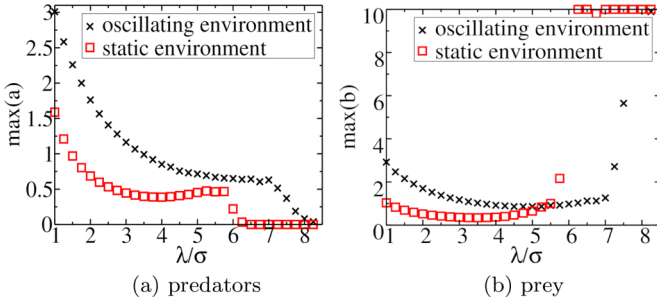 3
2.5
2
1.5
1
0.5
0
max(a)
× oscillating environment
□ static environment
1 2 3 4 5 6 7 8
λ/σ
(a) predators
10
8
6
4
2
0
max(b)
× oscillating environment
□ static environment
1 2 3 4 5 6 7 8
λ/σ
(b) prey